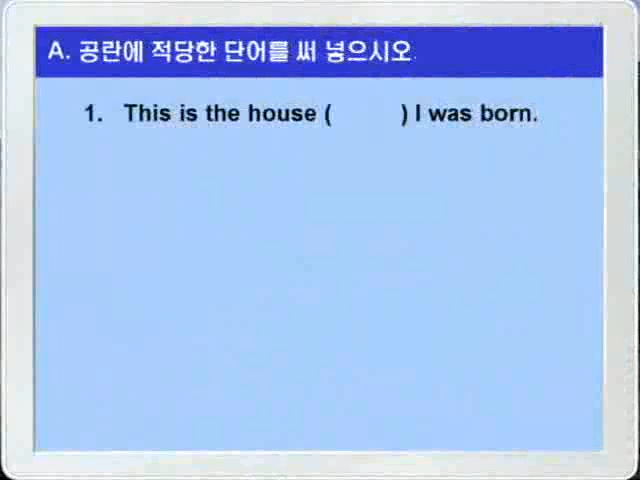 A. 공란에 적당한 단어를 써 넣으시오
1. This is the house ( ) I was born.